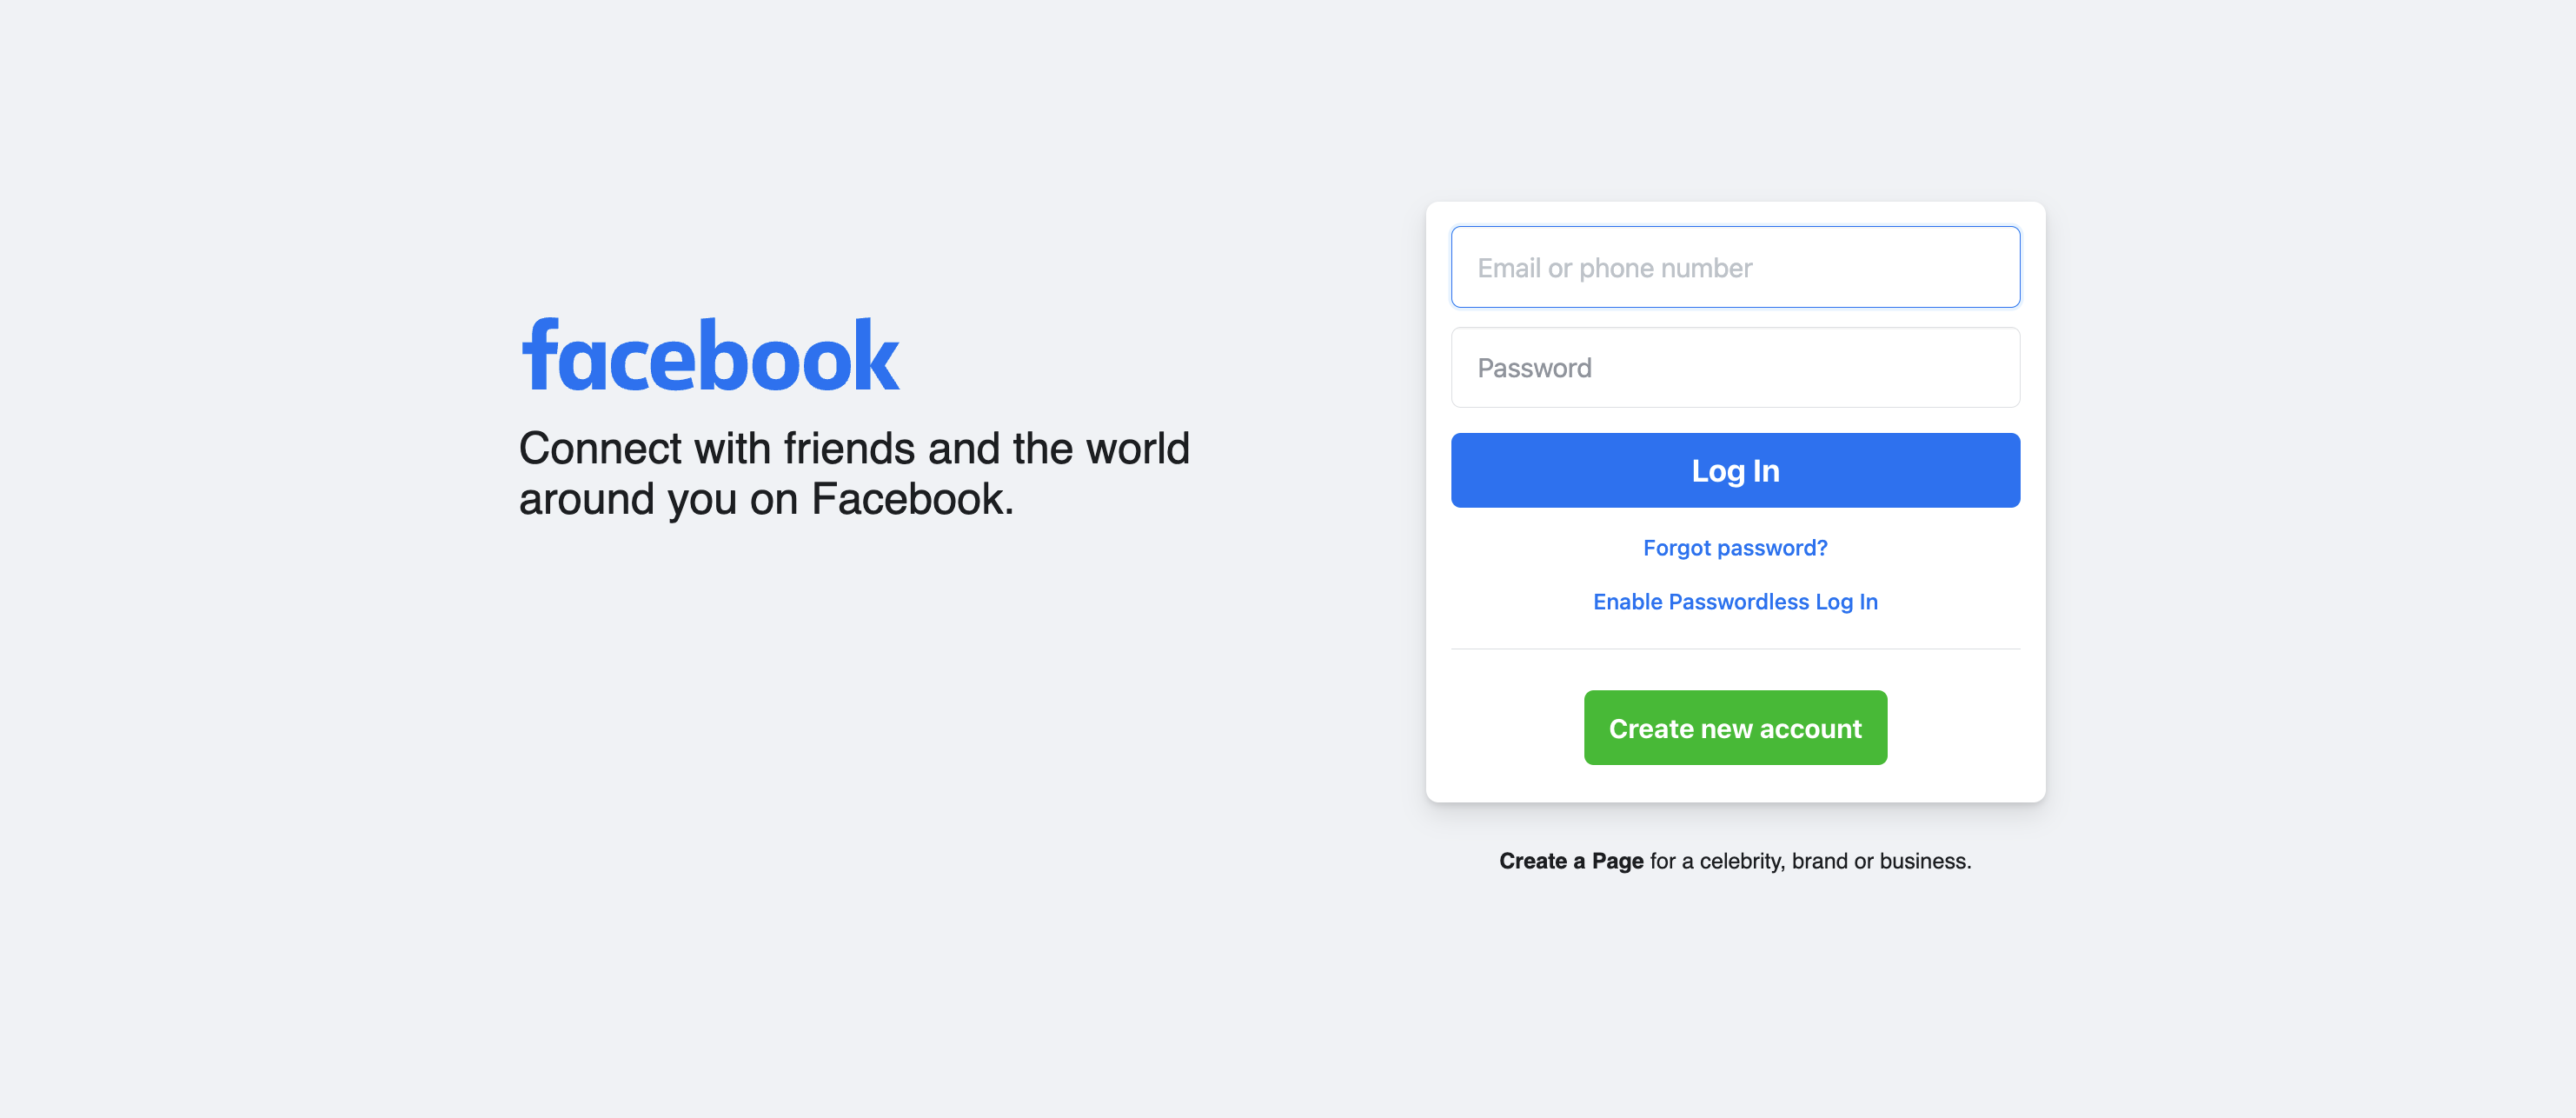 facebook
Connect with friends and the world
around you on Facebook.
Email or phone number
Password
Log In
Forgot password?
Enable Passwordless Log In
Create new account
Create a Page for a celebrity, brand or business.